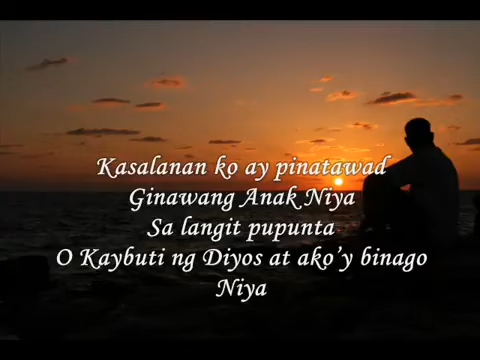 Kasalanan ko ay pinatawad
Ginawang Anak Niya
Sa langit pupunta
O Kaybuti ng Diyos at ako’y binago
Niya